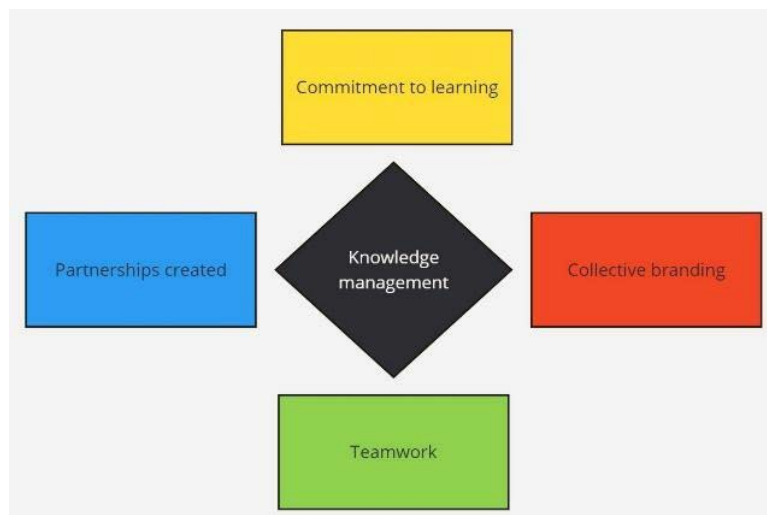 Commitment to learning
Partnerships created
Knowledge
management
Collective branding
Teamwork